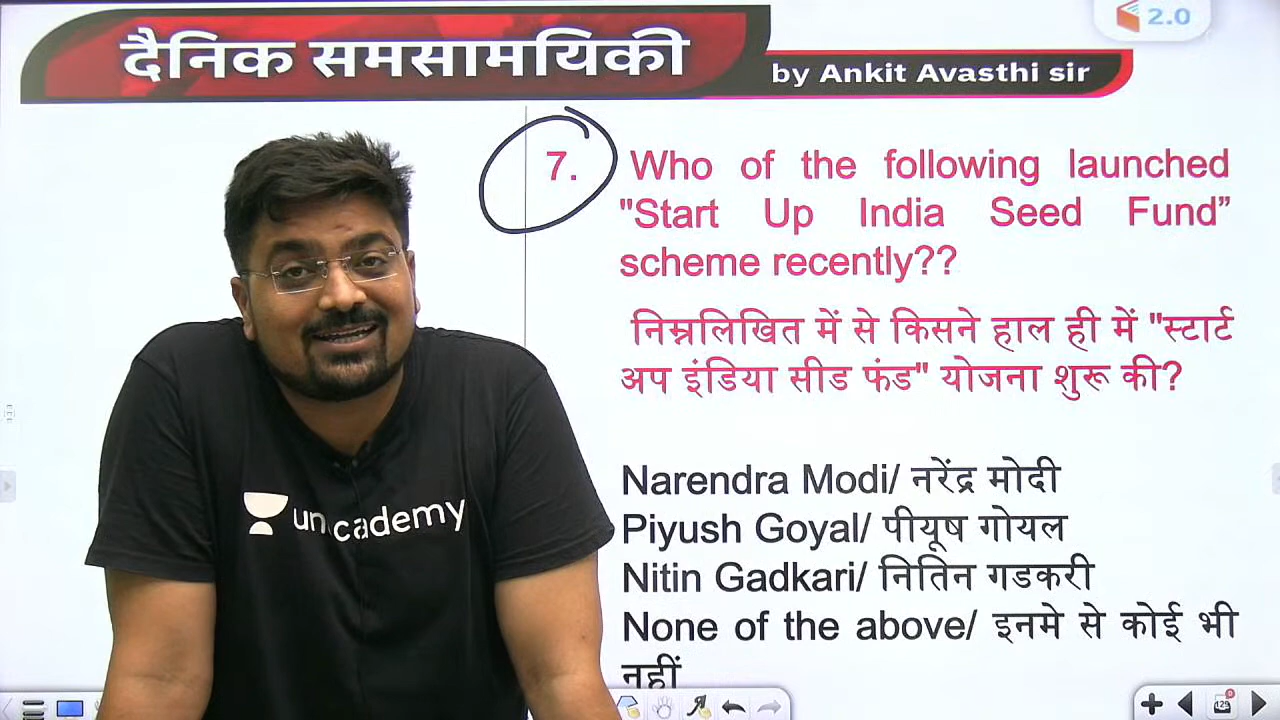 दैनिक समसामयिकी
by Ankit Avasthi sir
2.0
7. Who of the following launched
"Start Up India Seed Fund”
scheme recently??
निम्नलिखित में से किसने हाल ही में "स्टार्ट
अप इंडिया सीड फंड" योजना शुरू की?
Narendra Modi/ नरेंद्र मोदी
Piyush Goyal/ पीयूष गोयल
Nitin Gadkari/ नितिन गडकरी
None of the above/ इनमे से कोई भी
नहीं
unacademy